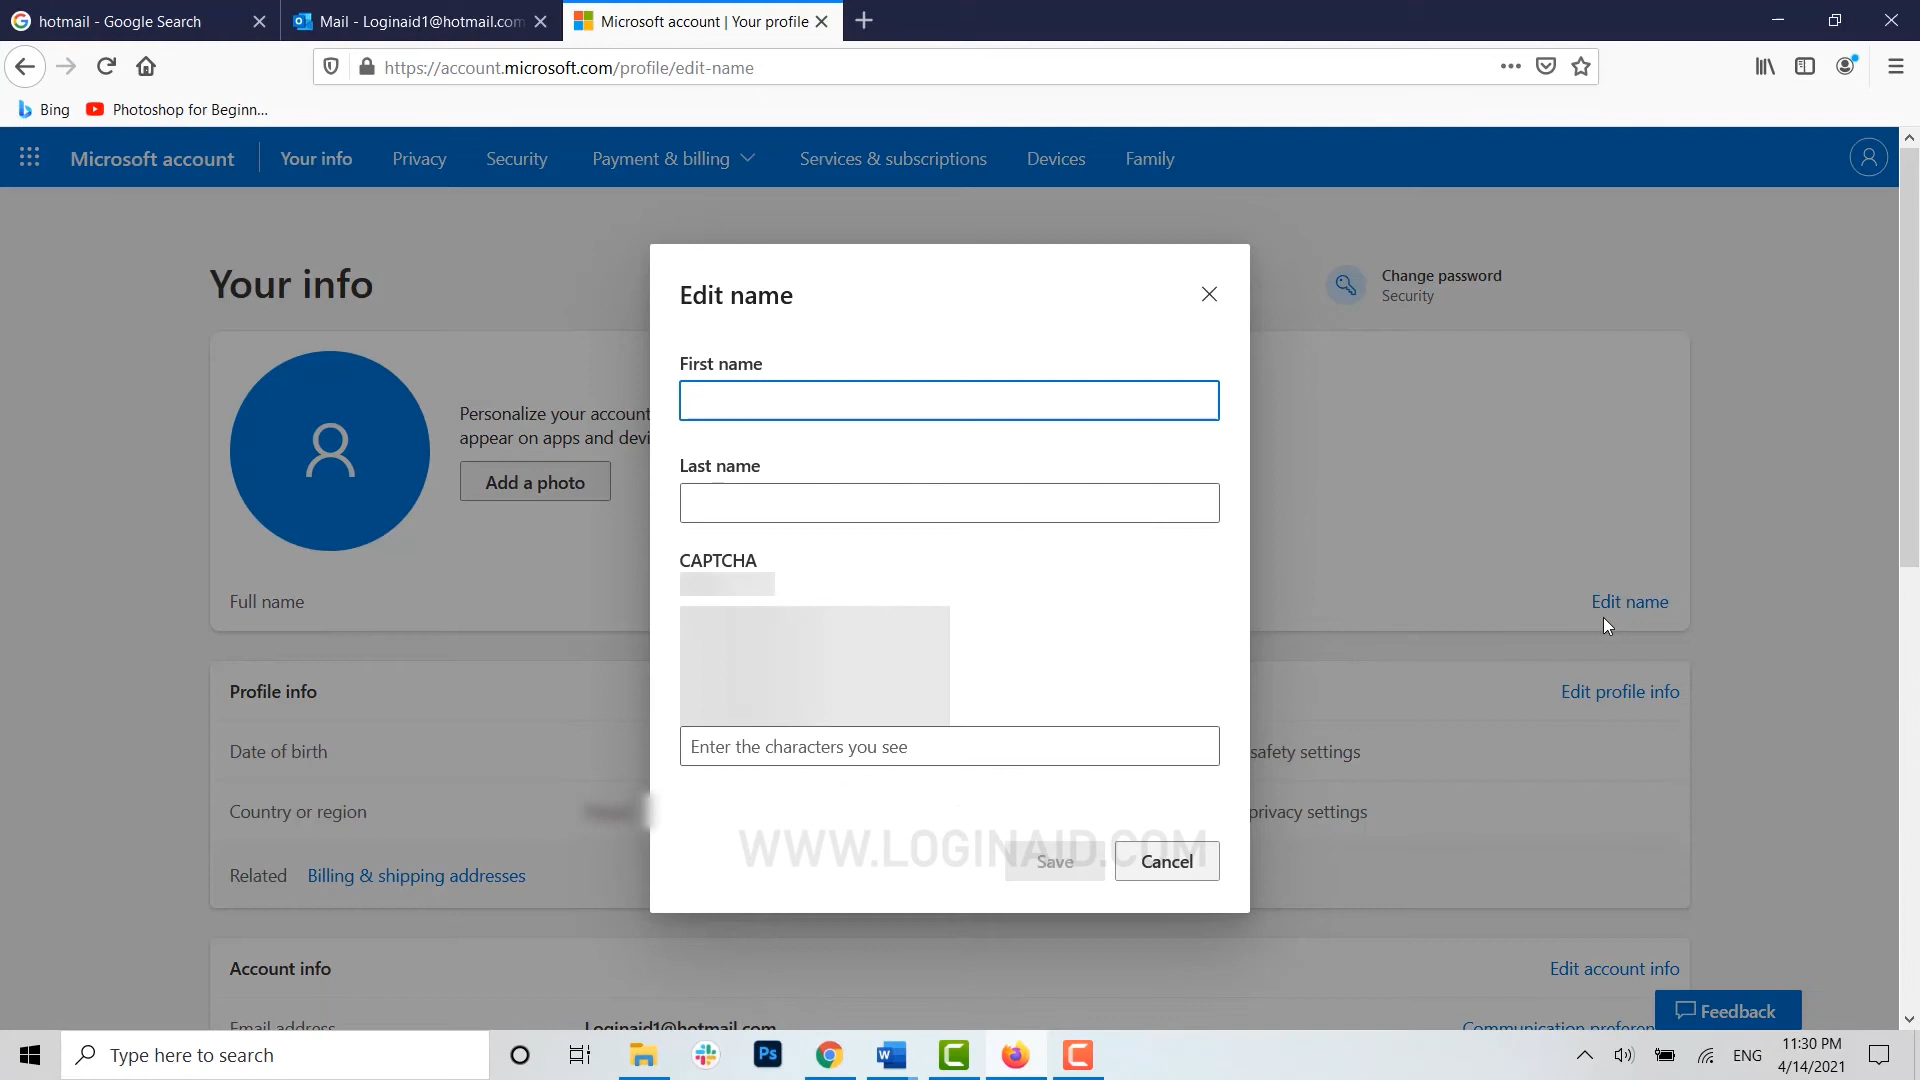 hotmail - Google Search
Mail - Loginaid1@hotmail.com
Microsoft account | Your profile
https://account.microsoft.com/profile/edit-name
Bing
Photoshop for Beginn...
Microsoft account
Your info
Privacy
Security
Payment & billing
Services & subscriptions
Devices
Family
Your info
Change password
Security
Edit name
First name
Last name
CAPTCHA
Enter the characters you see
Save
Cancel
WWW.LOGINAID.COM
Personalize your account
appear on apps and devi
Add a photo
Full name
Edit name
Profile info
Edit profile info
Date of birth
safety settings
Country or region
privacy settings
Related
Billing & shipping addresses
Account info
Edit account info
Email address
Loginaid1@hotmail.com
Communication preferen
Feedback
Type here to search
Ps
ENG
11:30 PM
4/14/2021